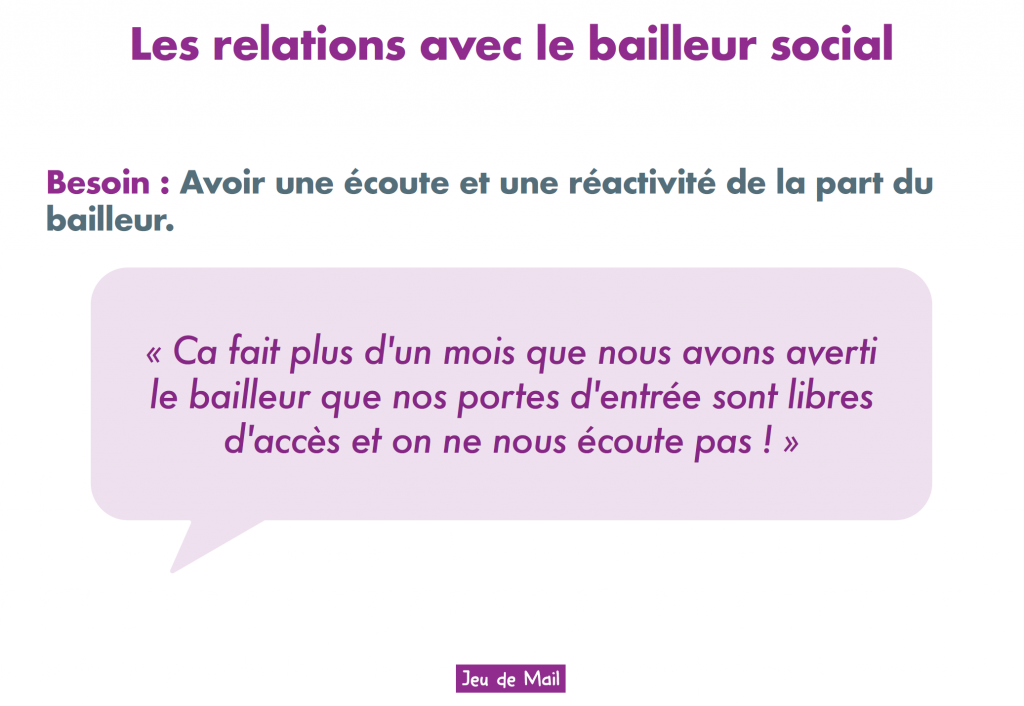 Les relations avec le bailleur social
Besoin : Avoir une écoute et une réactivité de la part du
bailleur.
« Ca fait plus d'un mois que nous avons averti
le bailleur que nos portes d'entrée sont libres
d'accès et on ne nous écoute pas ! »
Jeu de Mail